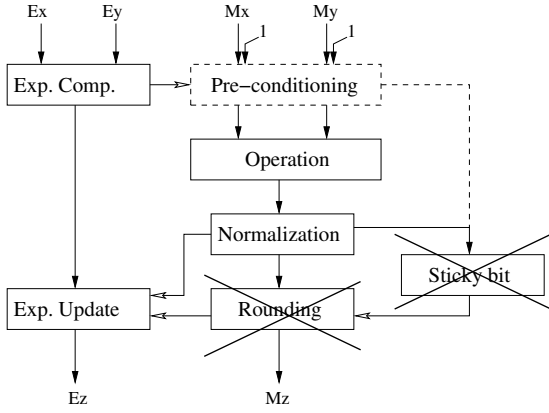 Ex Ey Mx My
1 1
Exp. Comp. Pre-conditioning
Operation
Normalization
Sticky bit
Exp. Update Rounding
Ez Mz